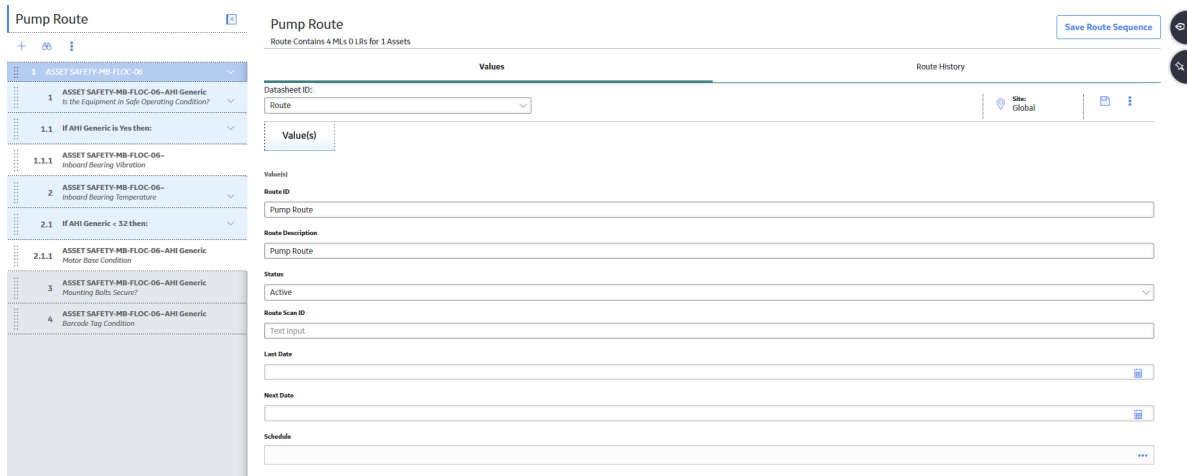 Pump Route
1 ASSET SAFETY-MB-FLOC-06
1 ASSET SAFETY-MB-FLOC-06~AHI Generic
Is the Equipment in Safe Operating Condition?
1.1 If AHI Generic is Yes then:
1.1.1 ASSET SAFETY-MB-FLOC-06~
Inboard Bearing Vibration
2 ASSET SAFETY-MB-FLOC-06~
Inboard Bearing Temperature
2.1 If AHI Generic < 32 then:
2.1.1 ASSET SAFETY-MB-FLOC-06~AHI Generic
Motor Base Condition
3 ASSET SAFETY-MB-FLOC-06~AHI Generic
Mounting Bolts Secure?
4 ASSET SAFETY-MB-FLOC-06~AHI Generic
Barcode Tag Condition
Pump Route
Route Contains 4 MLs 0 LRs for 1 Assets
Save Route Sequence
Values
Route History
Datasheet ID:
Route
Site:
Global
Value(s)
Value(s)
Route ID
Pump Route
Route Description
Pump Route
Status
Active
Route Scan ID
Text Input
Last Date
Next Date
Schedule